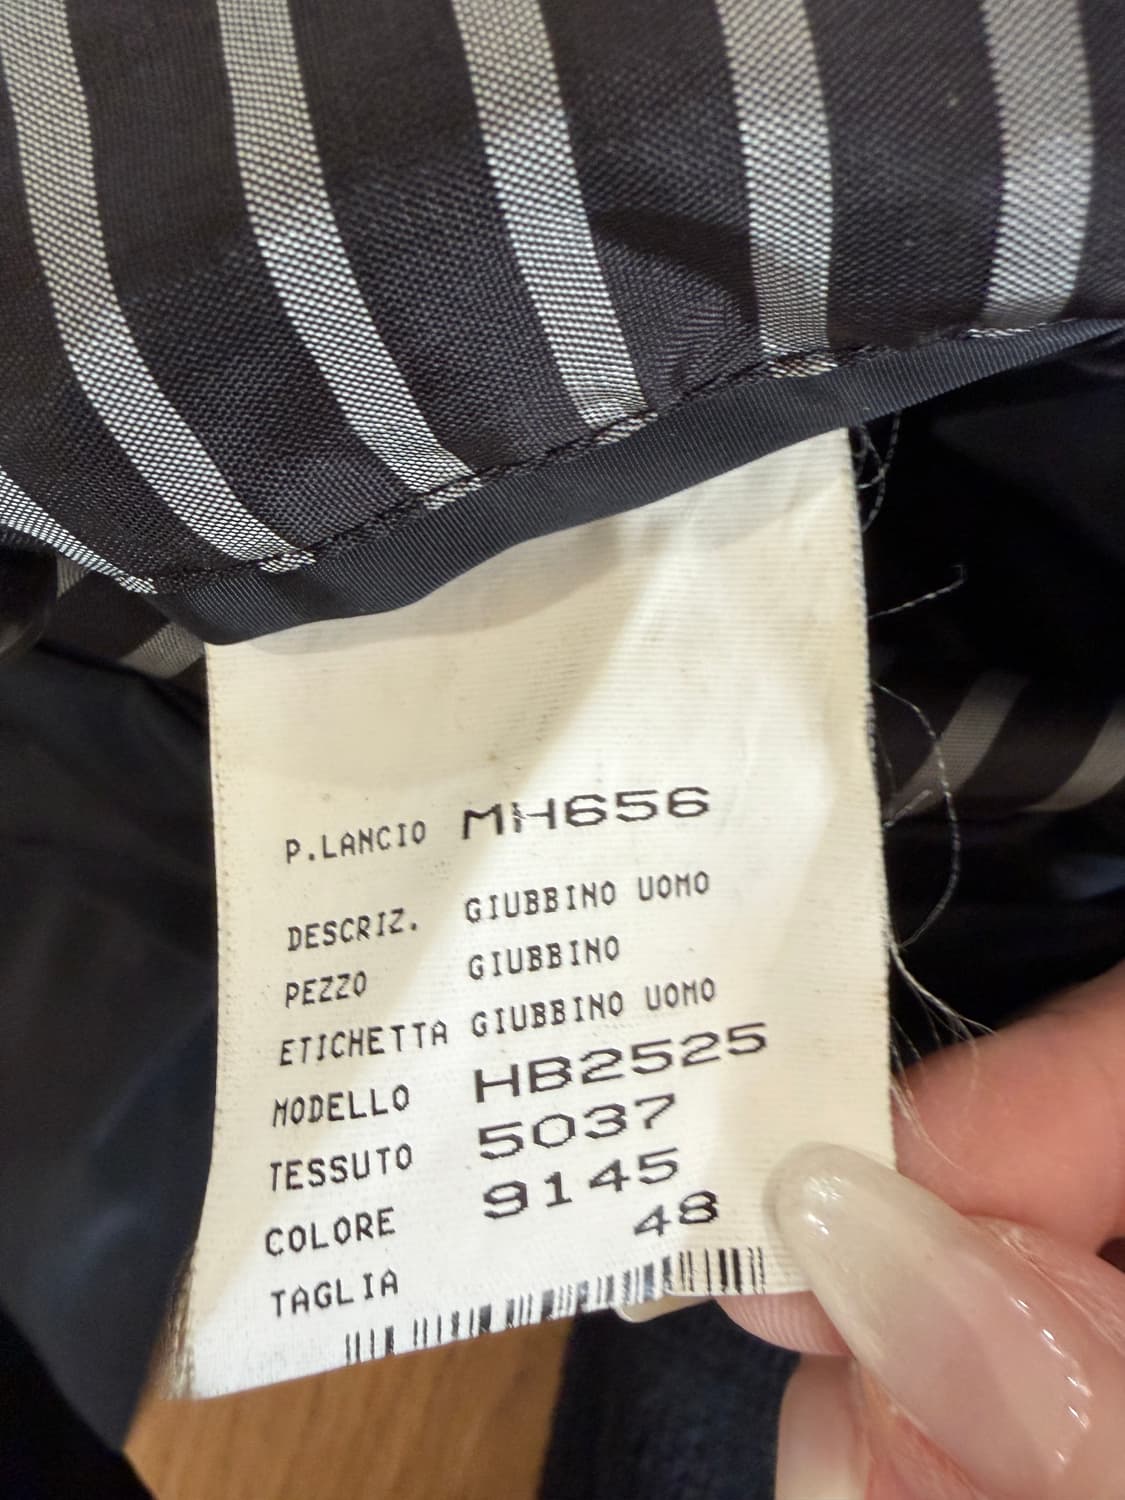 P.LANCIO MH656
DESCRIZ. GIUBBINO UOMO
PEZZO GIUBBINO
ETICHETTA GIUBBINO UOMO
MODELLO HB2525
TESSUTO 5037
COLORE 9145
TAGLIA 48